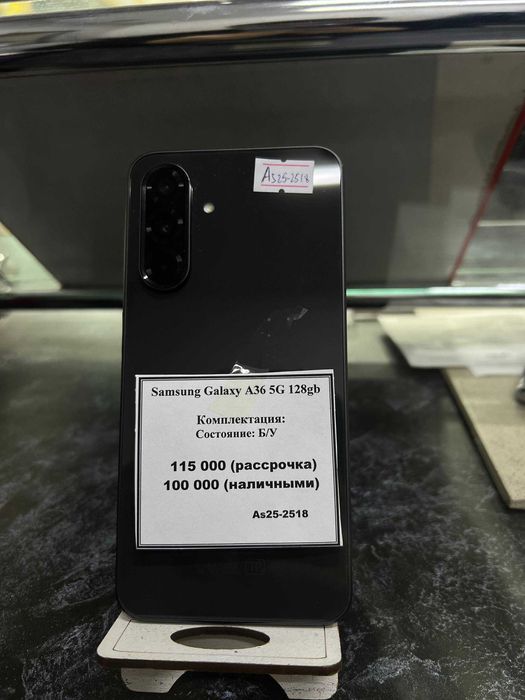 As25-2518
Samsung Galaxy A36 5G 128gb
Комплектация:
Состояние: Б/У
115 000 (рассрочка)
100 000 (наличными)
As25-2518